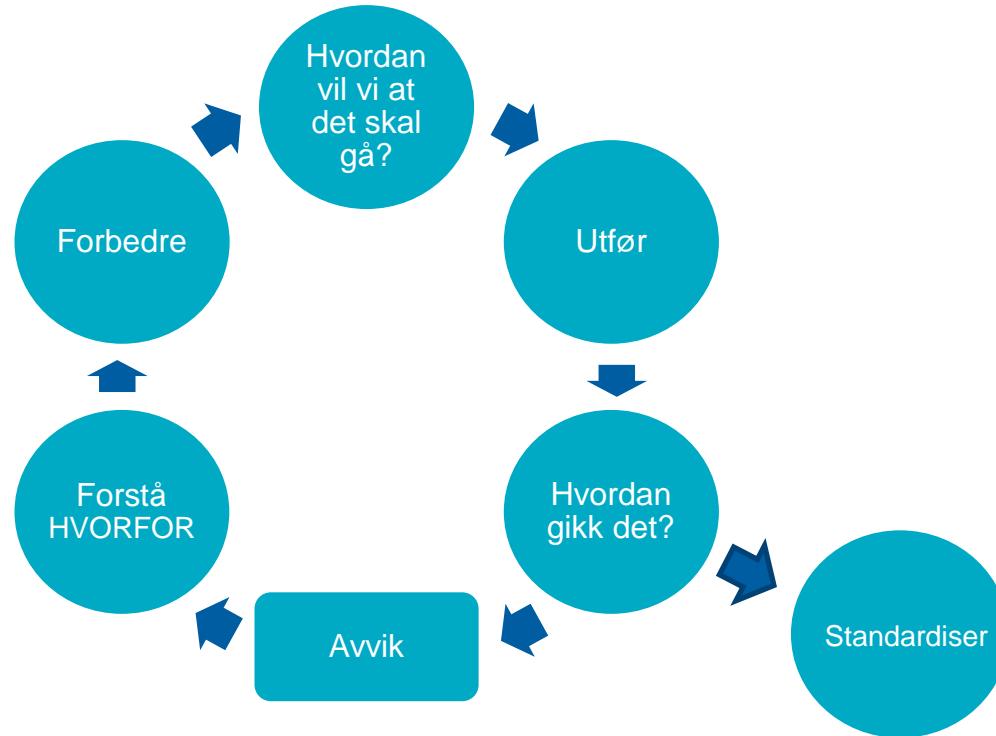 Hvordan
vil vi at
det skal
gå?
Forbedre
Utfør
Forstå
HVORFOR
Hvordan
gikk det?
Avvik
Standardiser